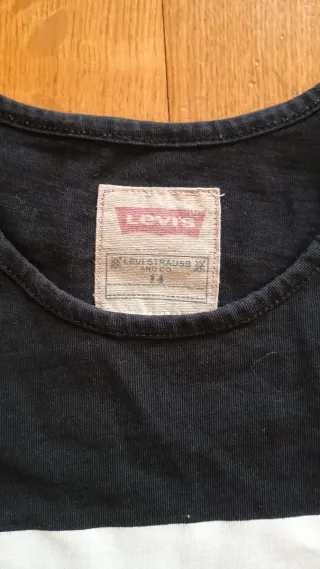 Levi's
LEVI STRAUSS
AND CO
14